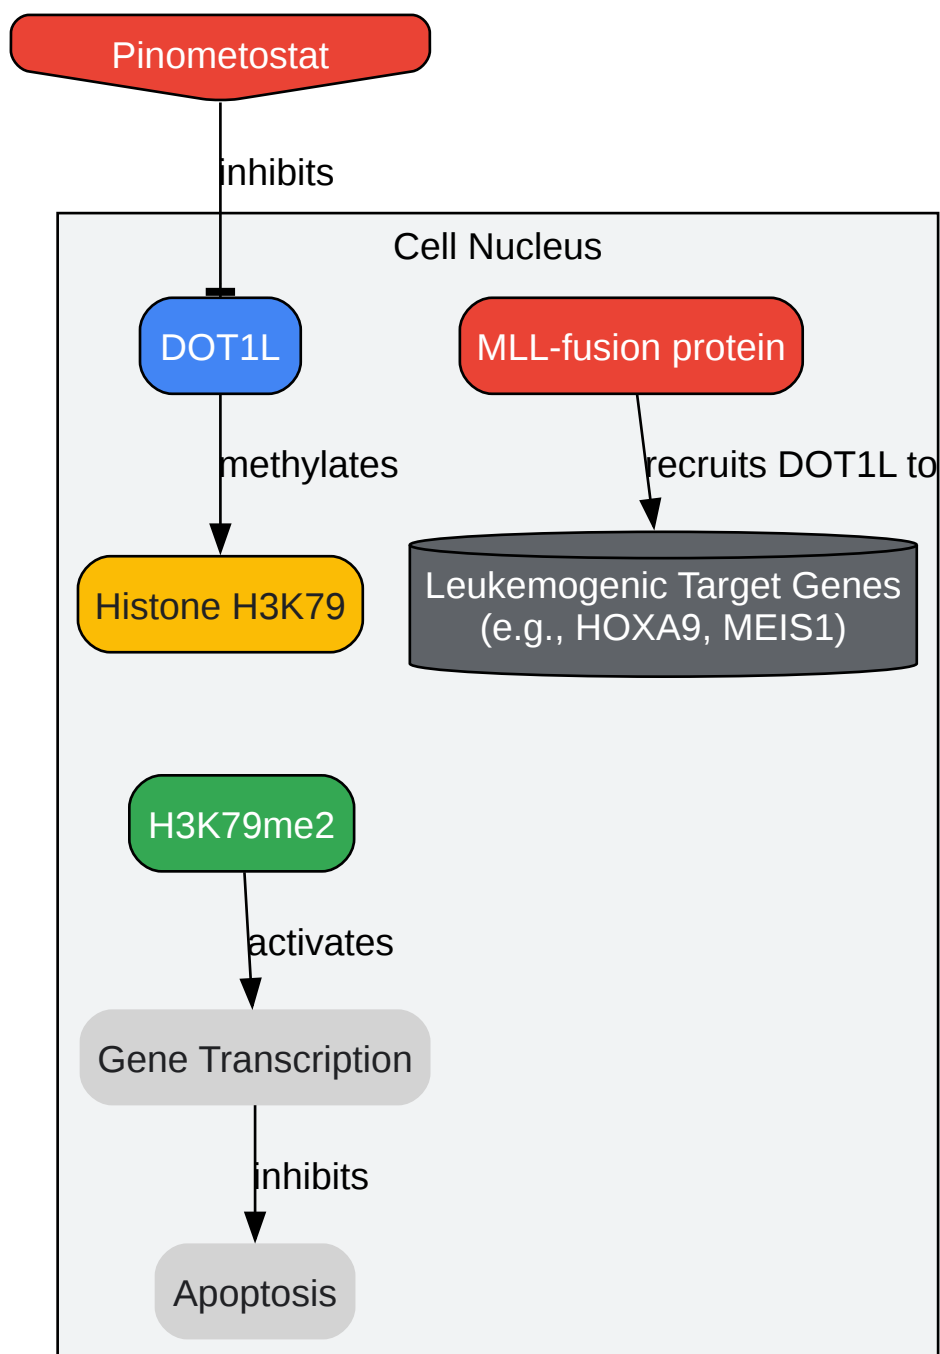 Pinometostat
inhibits
Cell Nucleus
DOT1L
MLL-fusion protein
methylates
recruits DOT1L to
Histone H3K79
Leukemogenic Target Genes
(e.g., HOXA9, MEIS1)
H3K79me2
activates
Gene Transcription
inhibits
Apoptosis